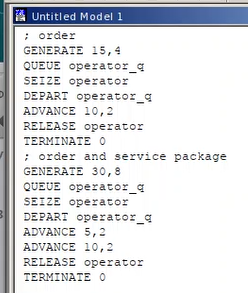 Untitled Model 1
; order
GENERATE 15,4
QUEUE operator_q
SEIZE operator
DEPART operator_q
ADVANCE 10,2
RELEASE operator
TERMINATE 0
; order and service package
GENERATE 30,8
QUEUE operator_q
SEIZE operator
DEPART operator_q
ADVANCE 5,2
ADVANCE 10,2
RELEASE operator
TERMINATE 0